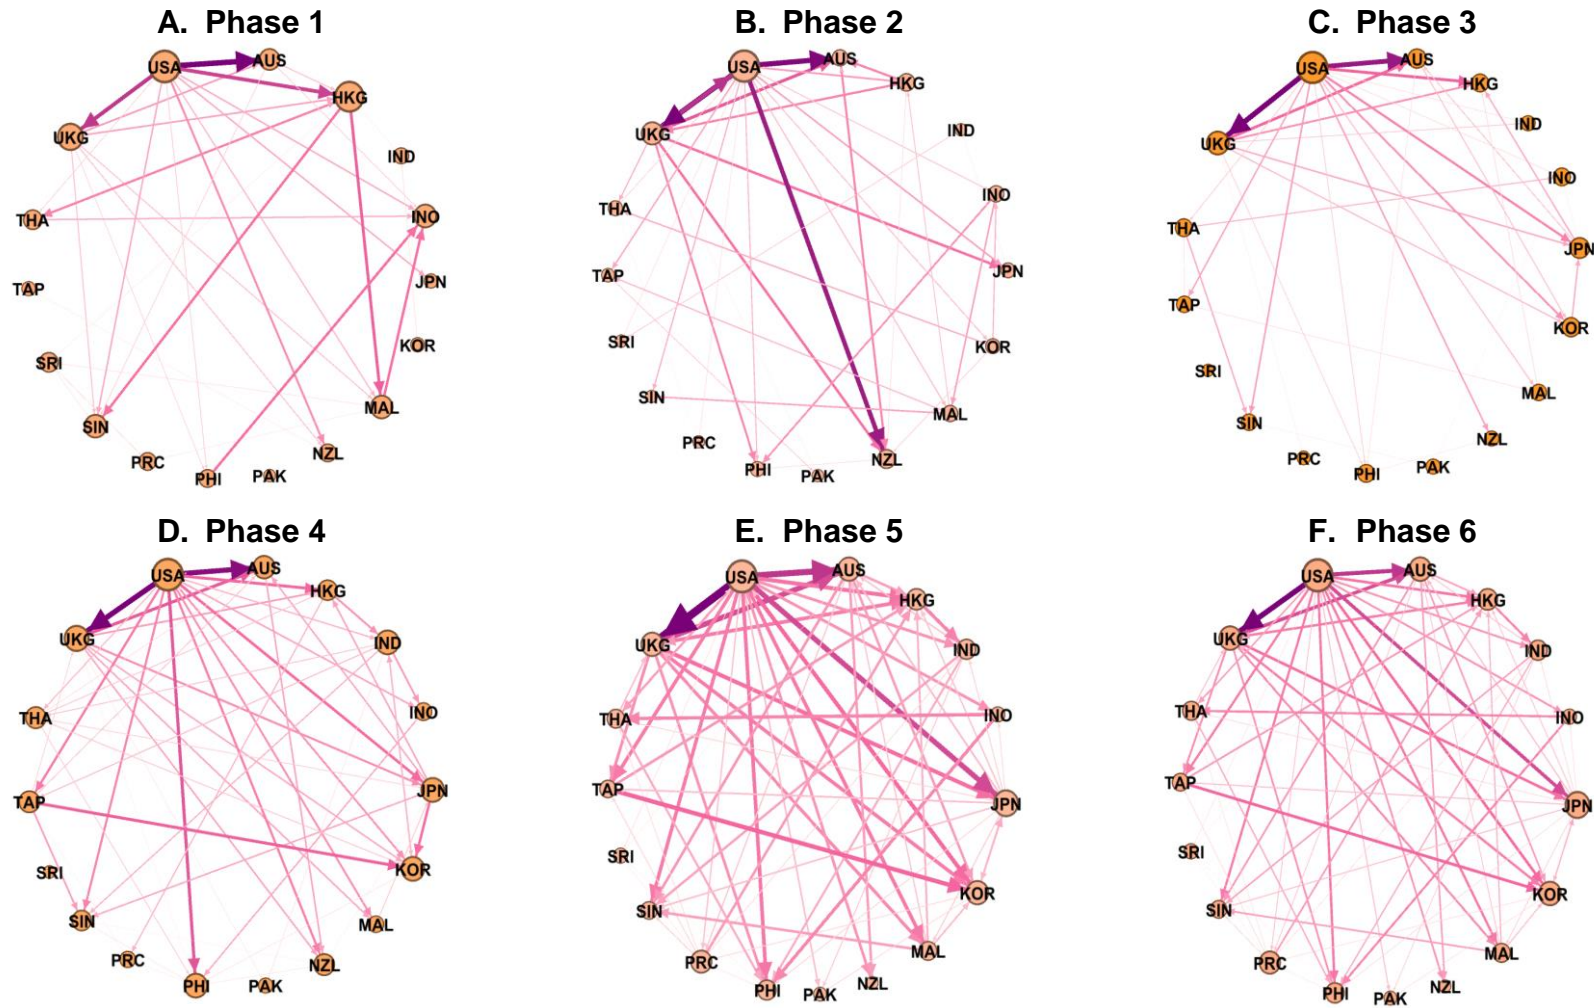 A. Phase 1
USA
AUS
HKG
UKG
IND
THA
INO
TAP
JPN
KOR
SRI
MAL
SIN
NZL
PRC
PHI
PAK
B. Phase 2
USA
AUS
HKG
UKG
IND
INO
THA
TAP
JPN
SRI
KOR
SIN
MAL
PRC
NZL
PHI
PAK
C. Phase 3
USA
AUS
HKG
IND
UKG
INO
THA
JPN
TAP
KOR
SRI
MAL
SIN
NZL
PRC
PAK
PHI
D. Phase 4
USA
AUS
HKG
UKG
IND
INO
THA
JPN
TAP
KOR
SRI
SIN
MAL
PRC
NZL
PHI
PAK
E. Phase 5
USA
AUS
HKG
UKG
IND
INO
THA
TAP
JPN
SRI
KOR
SIN
MAL
PRC
NZL
PHI
PAK
F. Phase 6
USA
AUS
HKG
UKG
IND
THA
INO
TAP
JPN
SRI
KOR
SIN
MAL
PRC
NZL
PHI
PAK